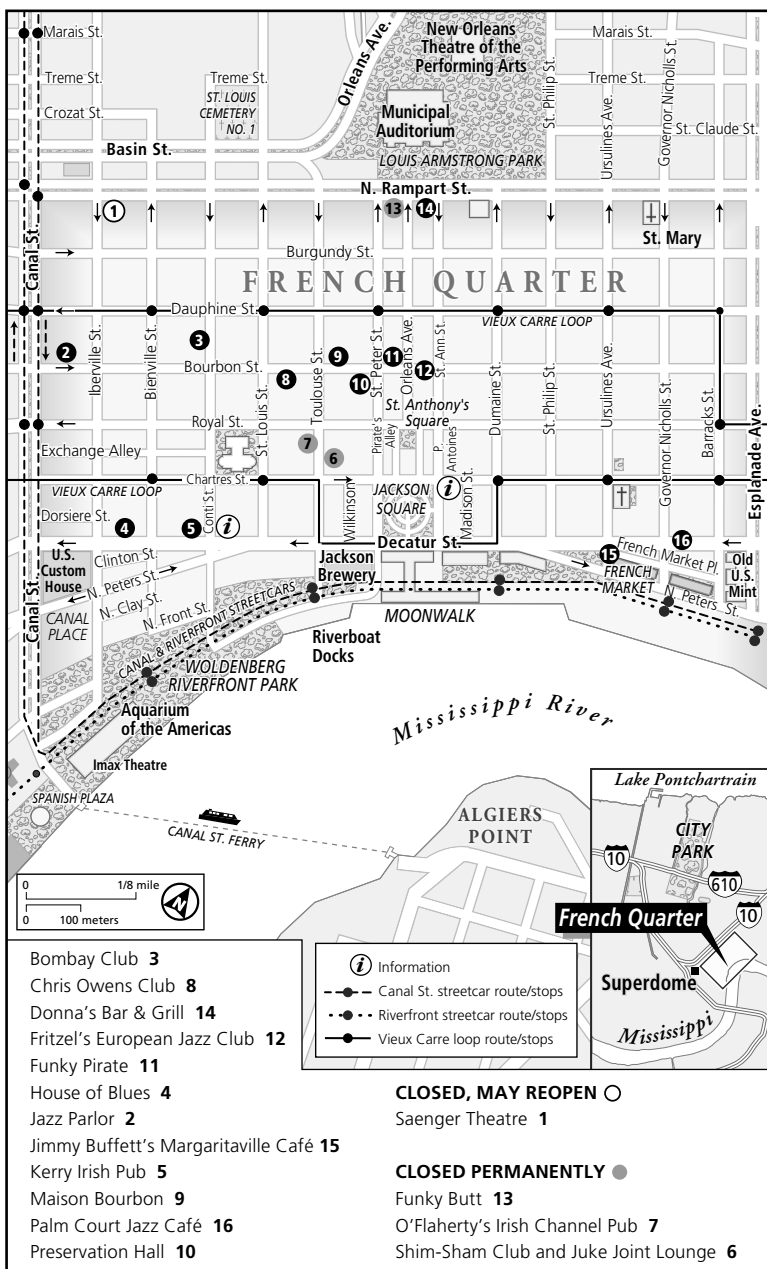 Marais St.
Orleans Ave.
New Orleans
Theatre of the
Performing Arts
Marais St.
Treme St.
Treme St.
St. Philip St.
Ursulines Ave.
Governor Nicholls St.
Treme St.
ST. LOUIS
CEMETERY
NO. 1
Crozat St.
Municipal
Auditorium
St. Claude St.
Basin St.
LOUIS ARMSTRONG PARK
N. Rampart St.
1
13
14
St. Mary
Canal St.
Burgundy St.
FRENCH QUARTER
Dauphine St.
VIEUX CARRE LOOP
2
3
Iberville St.
Bienville St.
Bourbon St.
St. Louis St.
8
Toulouse St.
9
10
St. Peter St.
11
Orleans Ave.
12
St. Ann St.
Dumaine St.
St. Philip St.
Ursulines Ave.
Governor Nicholls St.
Barracks St.
Esplanade Ave.
St. Anthony's
Square
Royal St.
Exchange Alley
7
6
Pirate's
Alley
P.
Antoines
Chartres St.
VIEUX CARRE LOOP
Wilkinson
JACKSON
SQUARE
i
Madison St.
Dorsiere St.
4
5
Conti St.
i
Decatur St.
15
16
French Market Pl.
U.S.
Custom
House
Clinton St.
N. Peters St.
N. Clay St.
N. Front St.
Jackson
Brewery
FRENCH
MARKET
Old
U.S.
Mint
N. Peters St.
Canal St.
CANAL
PLACE
CANAL & RIVERFRONT STREETCARS
MOONWALK
Riverboat
Docks
WOLDENBERG
RIVERFRONT PARK
Aquarium
of the Americas
Mississippi River
Imax Theatre
SPANISH PLAZA
CANAL ST. FERRY
ALGIERS
POINT
Lake Pontchartrain
CITY
PARK
10
610
10
French Quarter
Superdome
Mississippi
0 1/8 mile
0 100 meters
N
i Information
Canal St. streetcar route/stops
Riverfront streetcar route/stops
Vieux Carre loop route/stops
Bombay Club 3
Chris Owens Club 8
Donna's Bar & Grill 14
Fritzel's European Jazz Club 12
Funky Pirate 11
House of Blues 4
Jazz Parlor 2
Jimmy Buffett's Margaritaville Café 15
Kerry Irish Pub 5
Maison Bourbon 9
Palm Court Jazz Café 16
Preservation Hall 10
CLOSED, MAY REOPEN
Saenger Theatre 1
CLOSED PERMANENTLY
Funky Butt 13
O'Flaherty's Irish Channel Pub 7
Shim-Sham Club and Juke Joint Lounge 6